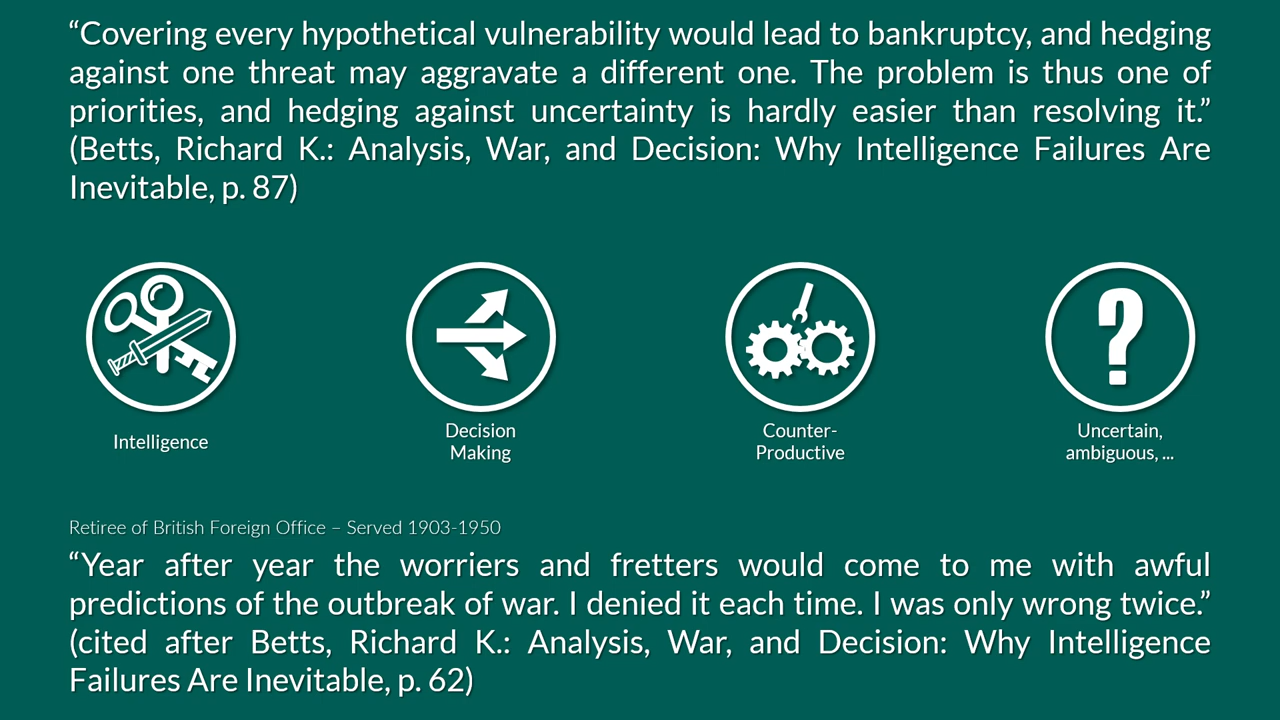 “Covering every hypothetical vulnerability would lead to bankruptcy, and hedging
against one threat may aggravate a different one. The problem is thus one of
priorities, and hedging against uncertainty is hardly easier than resolving it.”
(Betts, Richard K.: Analysis, War, and Decision: Why Intelligence Failures Are
Inevitable, p. 87)
Intelligence
Decision
Making
Counter-
Productive
Uncertain,
ambiguous, ...
Retiree of British Foreign Office – Served 1903-1950
“Year after year the worriers and fretters would come to me with awful
predictions of the outbreak of war. I denied it each time. I was only wrong twice.”
(cited after Betts, Richard K.: Analysis, War, and Decision: Why Intelligence
Failures Are Inevitable, p. 62)